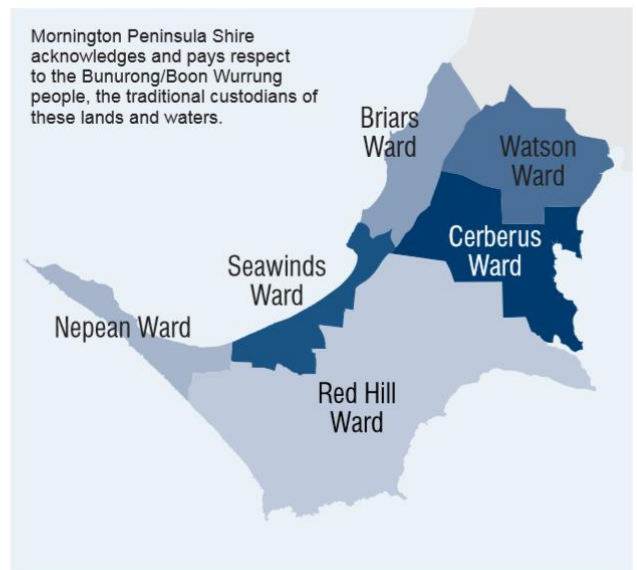 Mornington Peninsula Shire
acknowledges and pays respect
to the Bunurong/Boon Wurrung
people, the traditional custodians of
these lands and waters.
Briars
Ward
Watson
Ward
Cerberus
Ward
Seawinds
Ward
Nepean Ward
Red Hill
Ward